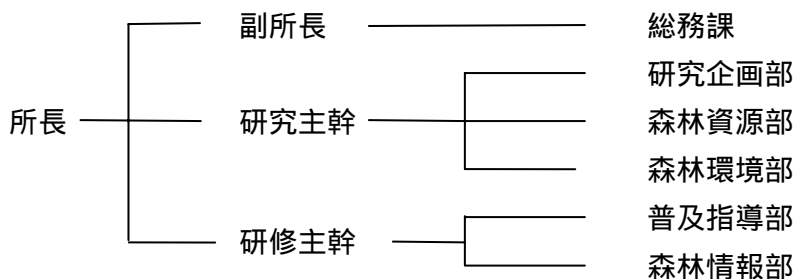 副所長 総務課
研究企画部
所長 研究主幹 森林資源部
森林環境部
普及指導部
研修主幹
森林情報部